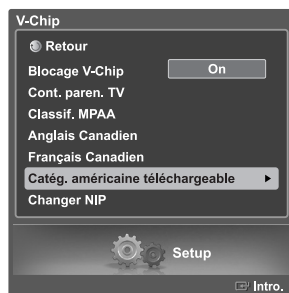 V-Chip
Retour
Blocage V-Chip On
Cont. paren. TV
Classif. MPAA
Anglais Canadien
Français Canadien
Catég. américaine téléchargeable
Changer NIP
Setup
Intro.